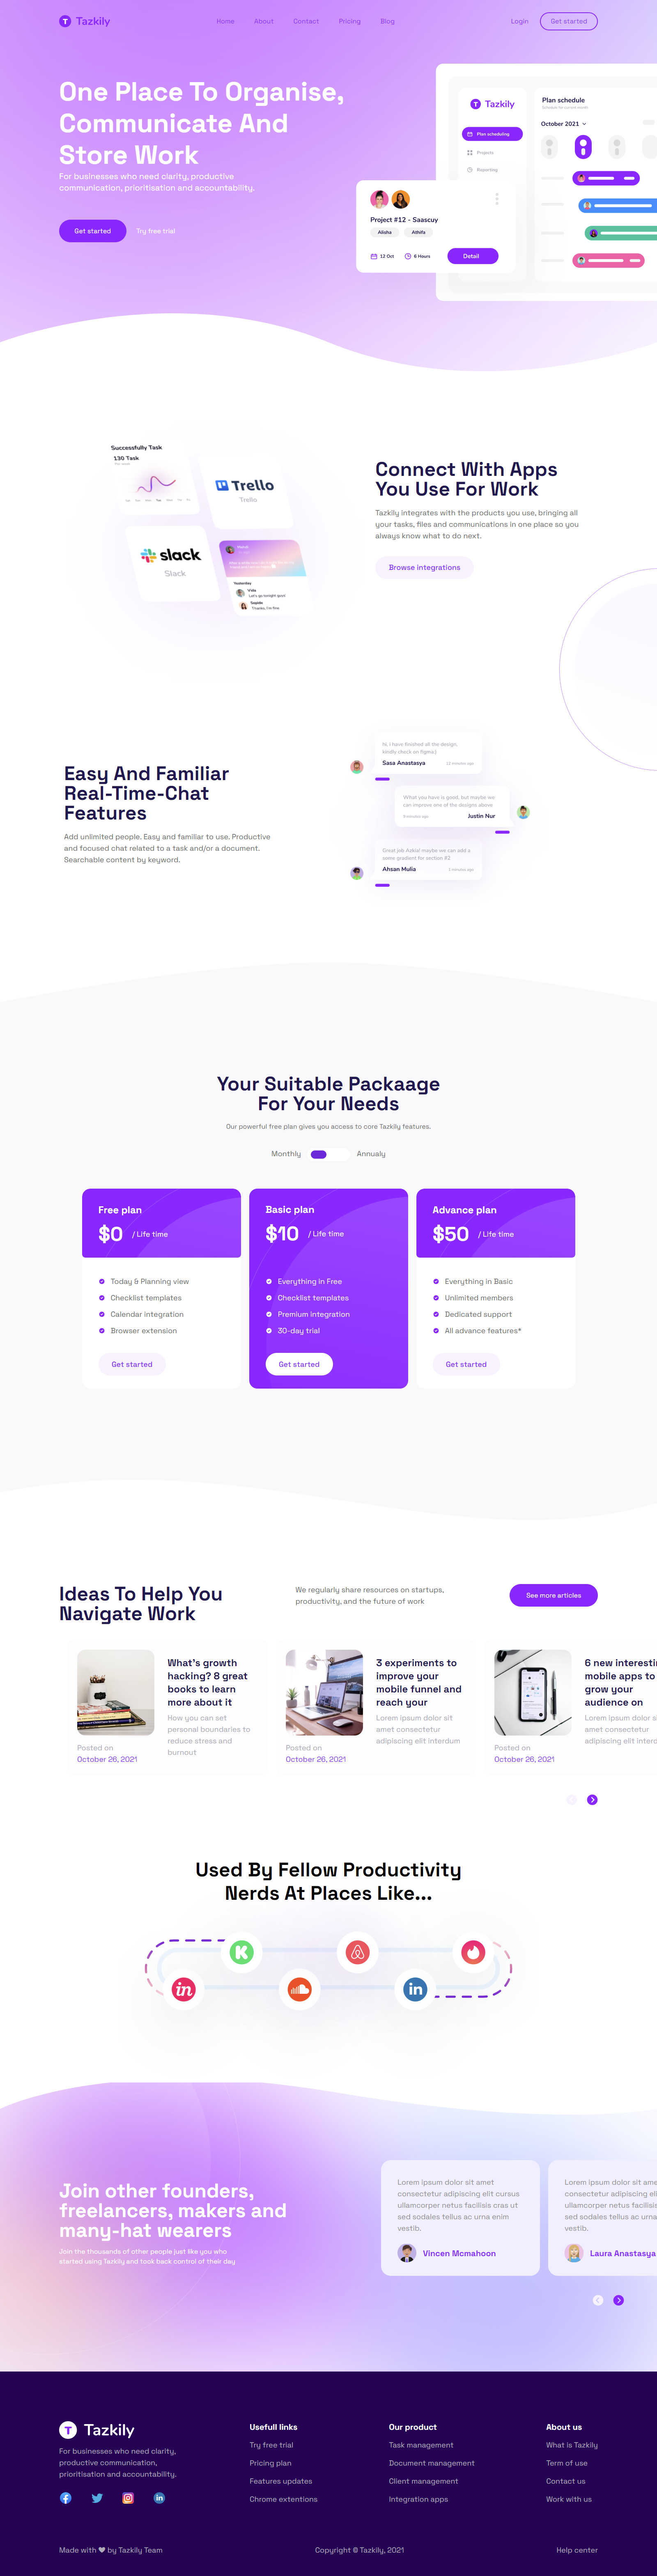 Tazkily
Home
About
Contact
Pricing
Blog
Login
Get started
One Place To Organise,
Communicate And
Store Work
For businesses who need clarity, productive
communication, prioritisation and accountability.
Get started
Try free trial
Tazkily
Plan scheduling
Projects
Reporting
Plan schedule
October 2021
Project #12 - Saascuy
Alisha
Athifa
12 Oct
6 Hours
Detail
Successfully Task
130 Task
Trello
Trello
slack
Slack
Yesterday
Connect With Apps
You Use For Work
Tazkily integrates with the products you use, bringing all
your tasks, files and communications in one place so you
always know what to do next.
Browse integrations
Easy And Familiar
Real-Time-Chat
Features
Add unlimited people. Easy and familiar to use. Productive
and focused chat related to a task and/or a document.
Searchable content by keyword.
hi, i have finished all the design,
kindly check on figma:)
Sasa Anastasya
12 minutes ago
What you have is good, but maybe we
can improve one of the designs above
9 minutes ago
Justin Nur
Great job Askia! maybe we can add a
some gradient for section #2
Ahsan Mulia
2 minutes ago
Your Suitable Packaage
For Your Needs
Our powerful free plan gives you access to core Tazkily features.
Monthly
Annualy
Free plan
$0 / Life time
Today & Planning view
Checklist templates
Calendar integration
Browser extension
Get started
Basic plan
$10 / Life time
Everything in Free
Checklist templates
Premium integration
30-day trial
Get started
Advance plan
$50 / Life time
Everything in Basic
Unlimited members
Dedicated support
All advance features*
Get started
Ideas To Help You
Navigate Work
We regularly share resources on startups,
productivity, and the future of work
See more articles
What's growth
hacking? 8 great
books to learn
more about it
How you can set
personal boundaries to
reduce stress and
burnout
Posted on
October 26, 2021
3 experiments to
improve your
mobile funnel and
reach your
Lorem ipsum dolor sit
amet consectetur
adipiscing elit interdum
Posted on
October 26, 2021
6 new interestin
mobile apps to
grow your
audience on
Lorem ipsum dolor s
amet consectetur
adipiscing elit interd
Posted on
October 26, 2021
Used By Fellow Productivity
Nerds At Places Like...
in
in
Join other founders,
freelancers, makers and
many-hat wearers
Join the thousands of other people just like you who
started using Tazkily and took back control of their day
Lorem ipsum dolor sit amet
consectetur adipiscing elit cursus
ullamcorper netus facilisis cras ut
sed sodales tellus ac urna enim
vestib.
Vincen Mcmahoon
Lorem ipsum dolor sit ame
consectetur adipiscing eli
ullamcorper netus facilisis
sed sodales tellus ac urna
vestib.
Laura Anastasya
Tazkily
For businesses who need clarity,
productive communication,
prioritisation and accountability.
Usefull links
Try free trial
Pricing plan
Features updates
Chrome extentions
Our product
Task management
Document management
Client management
Integration apps
About us
What is Tazkily
Term of use
Contact us
Work with us
Made with ❤ by Tazkily Team
Copyright © Tazkily, 2021
Help center